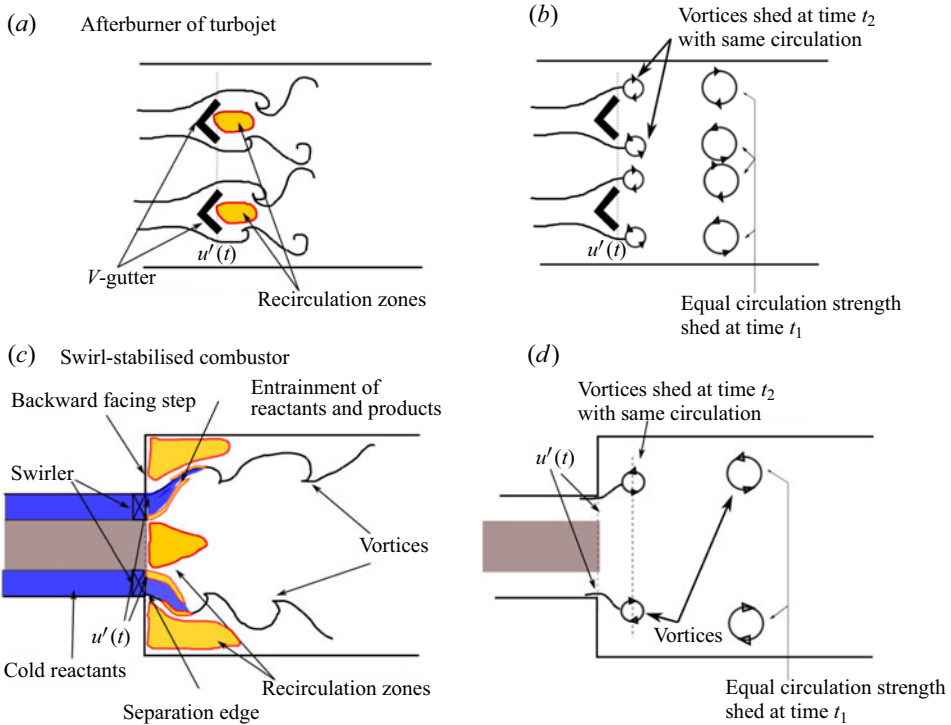 (a) Afterburner of turbojet
u′(t)
V-gutter
Recirculation zones
(b)
Vortices shed at time t₂
with same circulation
u′(t)
Equal circulation strength
shed at time t₁
(c) Swirl-stabilised combustor
Backward facing step
Entrainment of
reactants and products
Swirler
Vortices
u′(t)
Cold reactants
Recirculation zones
Separation edge
(d)
Vortices shed at time t₂
with same circulation
u′(t)
Vortices
Equal circulation strength
shed at time t₁